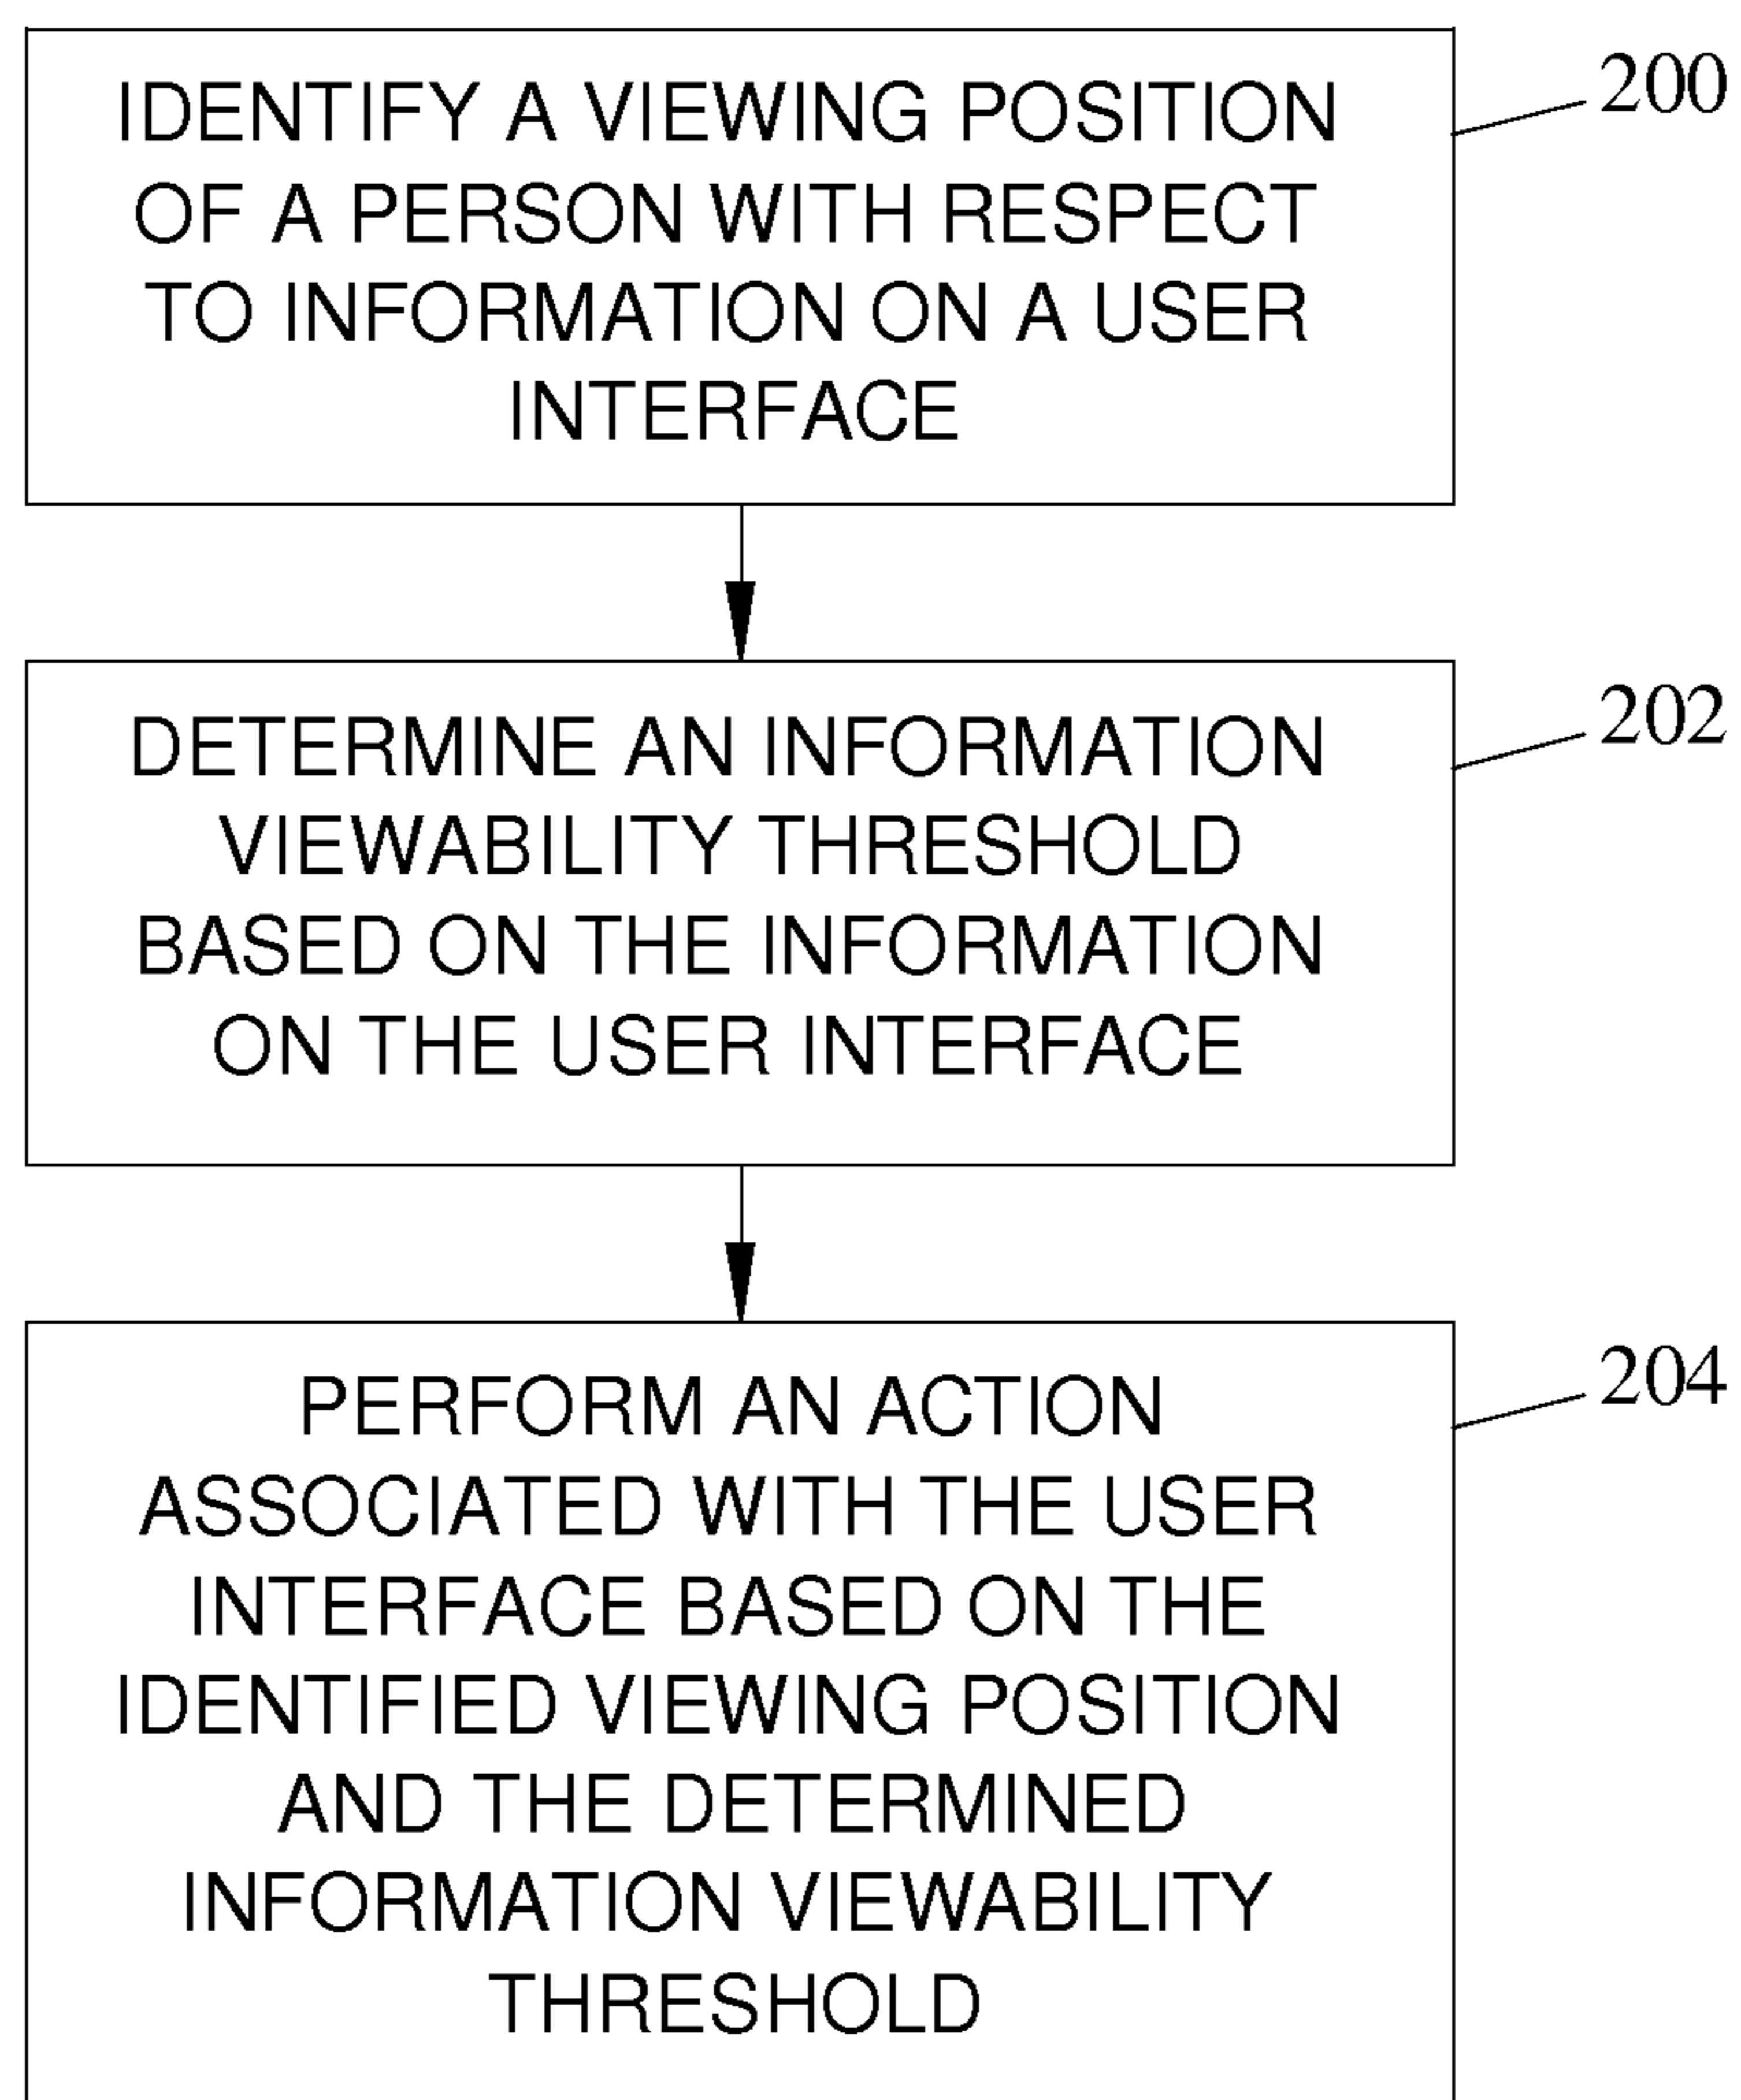 IDENTIFY A VIEWING POSITION
OF A PERSON WITH RESPECT
TO INFORMATION ON A USER
INTERFACE
200
DETERMINE AN INFORMATION
VIEWABILITY THRESHOLD
BASED ON THE INFORMATION
ON THE USER INTERFACE
202
PERFORM AN ACTION
ASSOCIATED WITH THE USER
INTERFACE BASED ON THE
IDENTIFIED VIEWING POSITION
AND THE DETERMINED
INFORMATION VIEWABILITY
THRESHOLD
204